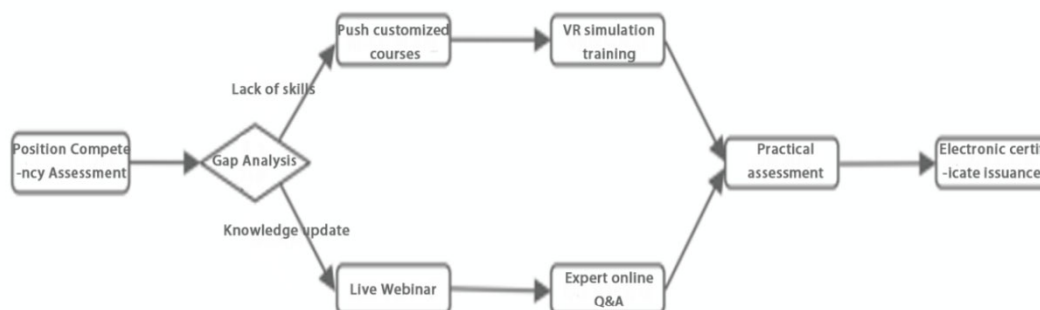 Push customized
courses
VR simulation
training
Lack of skills
Position Compete
-ncy Assessment
Gap Analysis
Practical
assessment
Electronic certif
-icate issuance
Knowledge update
Live Webinar
Expert online
Q&A